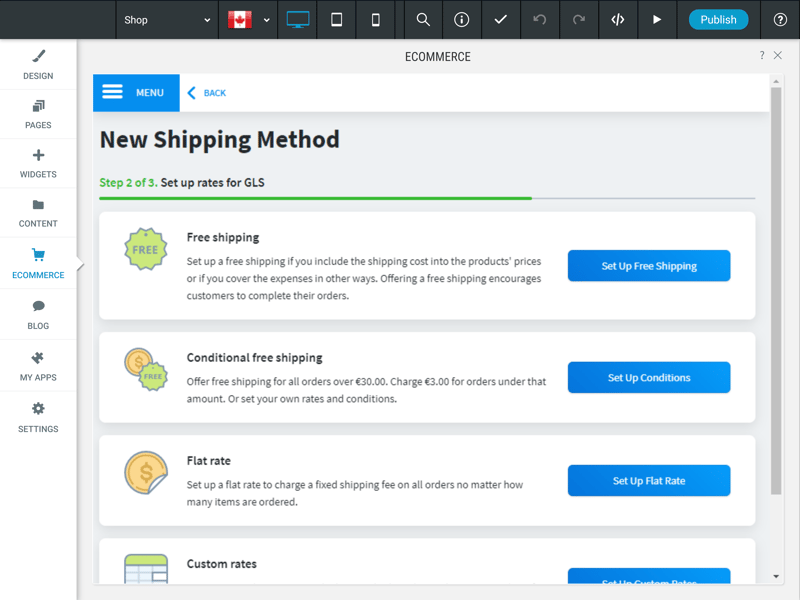 Shop
Publish
ECOMMERCE
DESIGN
PAGES
WIDGETS
CONTENT
ECOMMERCE
BLOG
MY APPS
SETTINGS
MENU
BACK
New Shipping Method
Step 2 of 3. Set up rates for GLS
FREE
Free shipping
Set up a free shipping if you include the shipping cost into the products' prices
or if you cover the expenses in other ways. Offering a free shipping encourages
customers to complete their orders.
Set Up Free Shipping
FREE
Conditional free shipping
Offer free shipping for all orders over €30.00. Charge €3.00 for orders under that
amount. Or set your own rates and conditions.
Set Up Conditions
Flat rate
Set up a flat rate to charge a fixed shipping fee on all orders no matter how
many items are ordered.
Set Up Flat Rate
Custom rates
Set Up Custom Rates